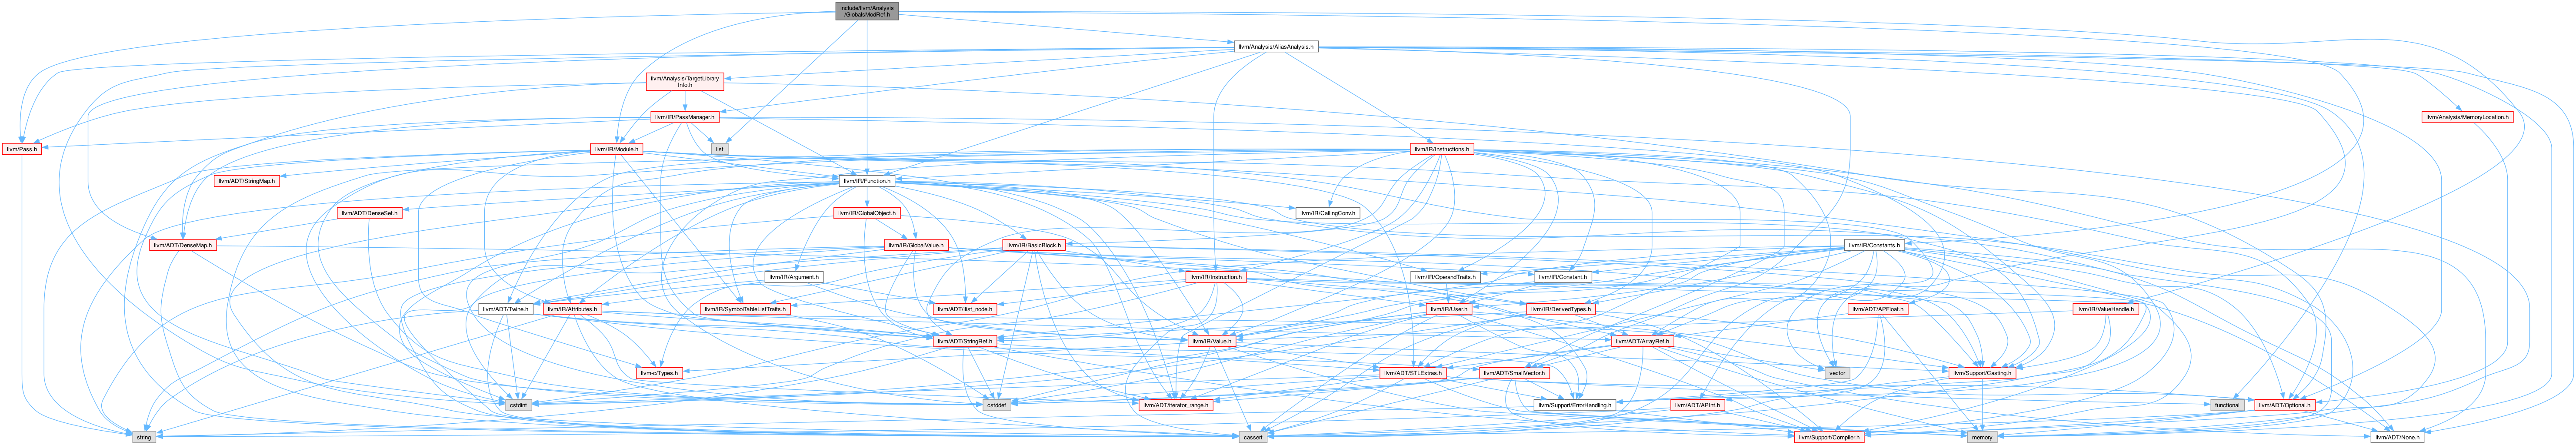 include/llvm/Analysis
/GlobalsModRef.h
llvm/Analysis/AliasAnalysis.h
llvm/Analysis/TargetLibrary
Info.h
llvm/IR/PassManager.h
llvm/Analysis/MemoryLocation.h
llvm/Pass.h
llvm/IR/Module.h
list
llvm/IR/Instructions.h
llvm/ADT/StringMap.h
llvm/IR/Function.h
llvm/ADT/DenseSet.h
llvm/IR/GlobalObject.h
llvm/IR/CallingConv.h
llvm/ADT/DenseMap.h
llvm/IR/GlobalValue.h
llvm/IR/BasicBlock.h
llvm/IR/Constants.h
llvm/IR/Argument.h
llvm/IR/Instruction.h
llvm/IR/OperandTraits.h
llvm/IR/Constant.h
llvm/ADT/Twine.h
llvm/IR/Attributes.h
llvm/IR/SymbolTableListTraits.h
llvm/ADT/ilist_node.h
llvm/IR/User.h
llvm/IR/DerivedTypes.h
llvm/ADT/APFloat.h
llvm/IR/ValueHandle.h
llvm/ADT/StringRef.h
llvm/IR/Value.h
llvm/ADT/ArrayRef.h
llvm-c/Types.h
llvm/ADT/STLExtras.h
llvm/ADT/SmallVector.h
vector
llvm/Support/Casting.h
cstdint
cstddef
llvm/ADT/iterator_range.h
llvm/Support/ErrorHandling.h
llvm/ADT/APInt.h
functional
llvm/ADT/Optional.h
string
cassert
llvm/Support/Compiler.h
memory
llvm/ADT/None.h